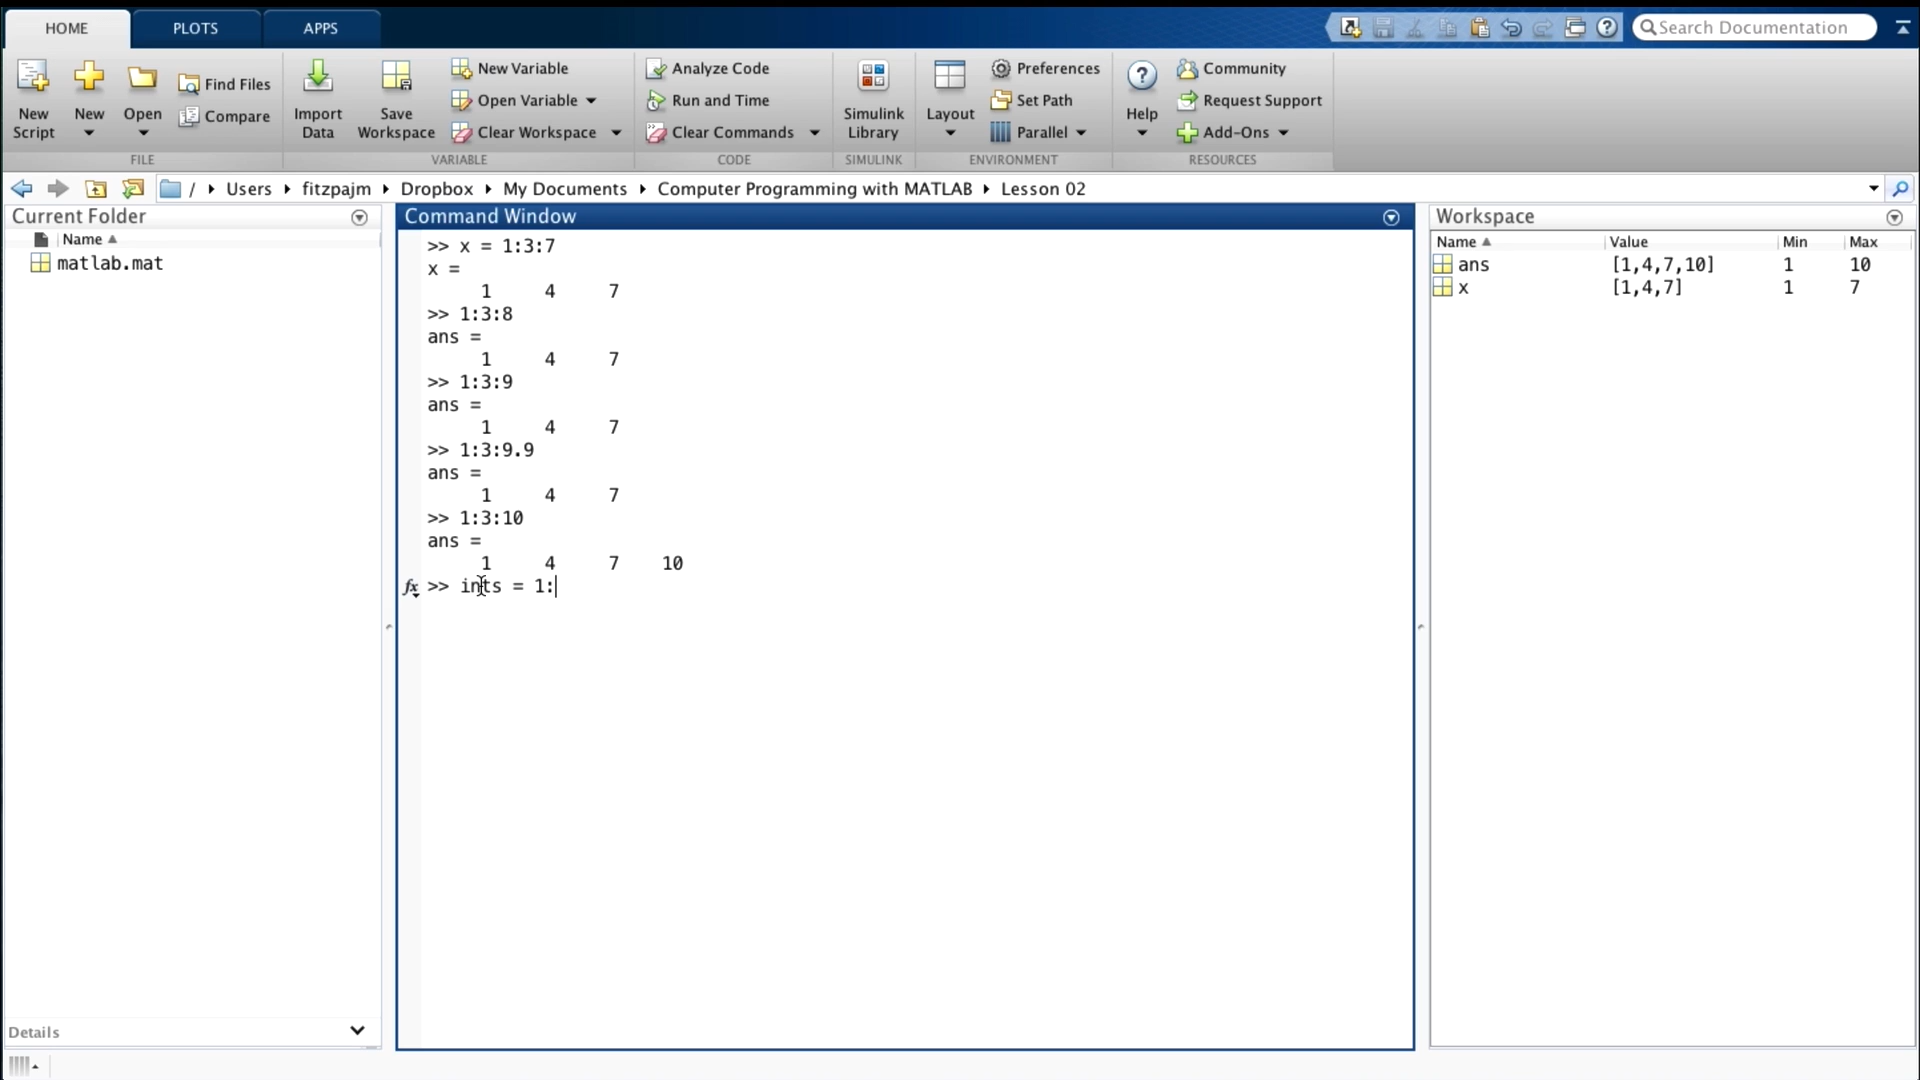 HOME
PLOTS
APPS
Search Documentation
New Script
New
Open
Find Files
Compare
FILE
Import Data
Save Workspace
New Variable
Open Variable
Clear Workspace
VARIABLE
Analyze Code
Run and Time
Clear Commands
CODE
Simulink Library
SIMULINK
Layout
Preferences
Set Path
Parallel
ENVIRONMENT
Help
Community
Request Support
Add-Ons
RESOURCES
/ Users fitzpajm Dropbox My Documents Computer Programming with MATLAB Lesson 02
Current Folder
Name
matlab.mat
Details
Command Window
>> x = 1:3:7
x =
1 4 7
>> 1:3:8
ans =
1 4 7
>> 1:3:9
ans =
1 4 7
>> 1:3:9.9
ans =
1 4 7
>> 1:3:10
ans =
1 4 7 10
fx >> ints = 1:
Workspace
Name Value Min Max
ans [1,4,7,10] 1 10
x [1,4,7] 1 7